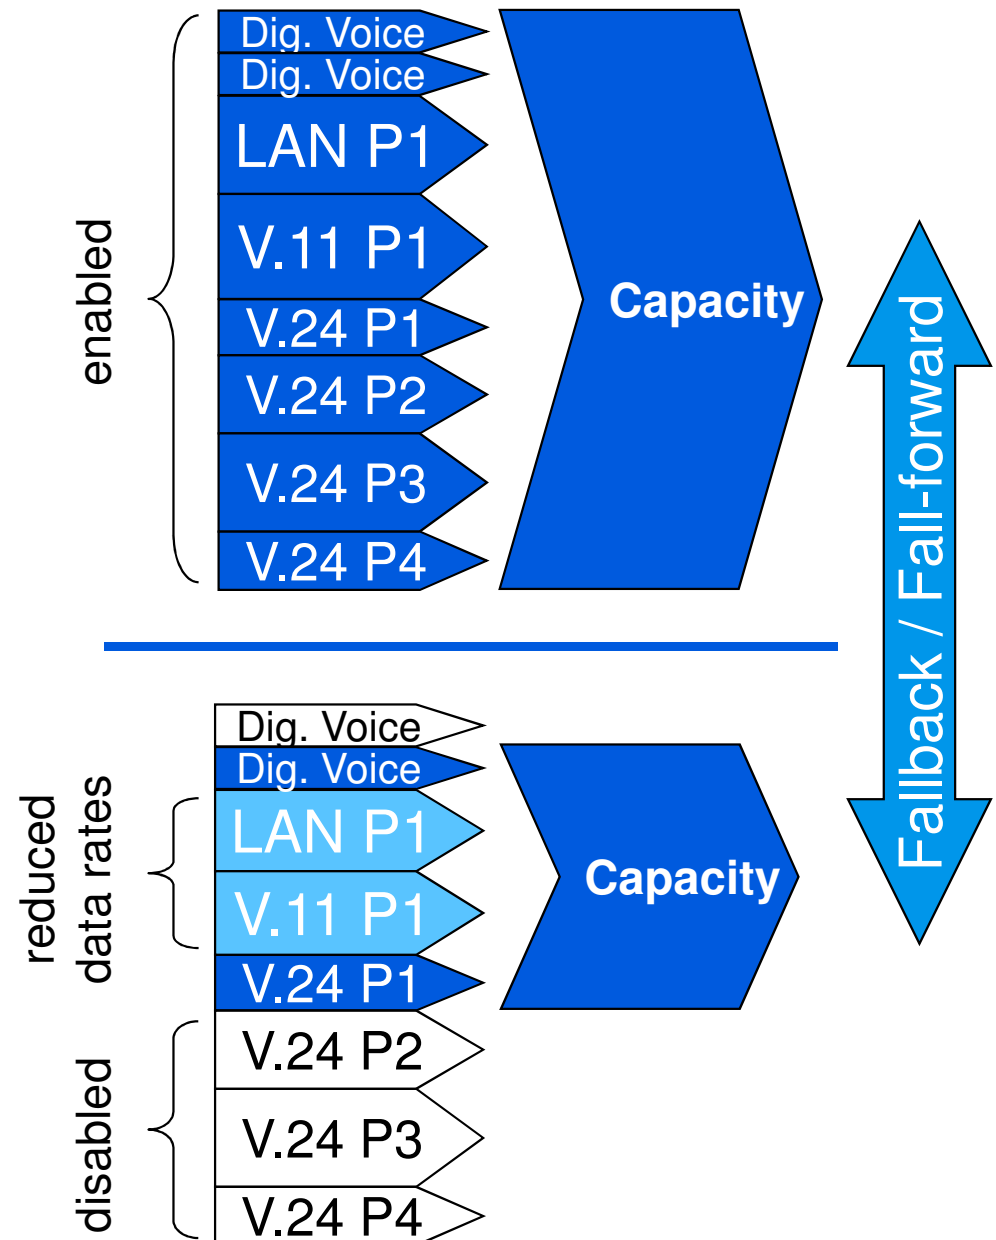 enabled
Dig. Voice
Dig. Voice
LAN P1
V.11 P1
V.24 P1
V.24 P2
V.24 P3
V.24 P4
Capacity
Fallback / Fall-forward
reduced
data rates
disabled
Dig. Voice
Dig. Voice
LAN P1
V.11 P1
V.24 P1
V.24 P2
V.24 P3
V.24 P4
Capacity